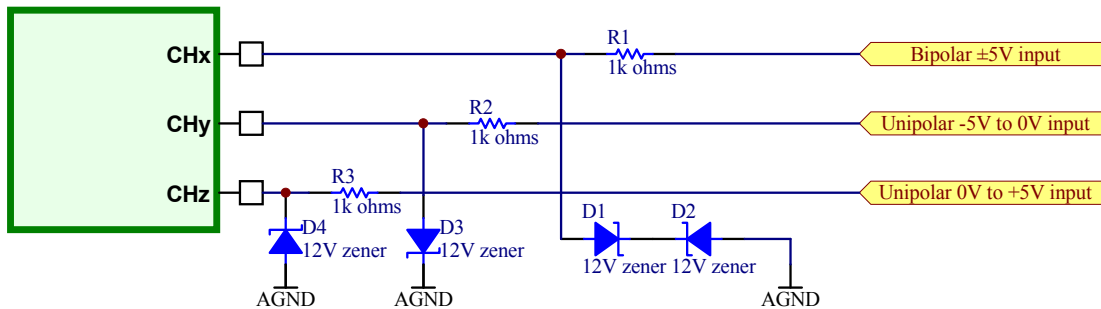 CHx
R1
1k ohms
Bipolar ±5V input
CHy
R2
1k ohms
Unipolar -5V to 0V input
CHz
R3
1k ohms
Unipolar 0V to +5V input
D4
12V zener
D3
12V zener
D1
12V zener
D2
12V zener
AGND
AGND
AGND